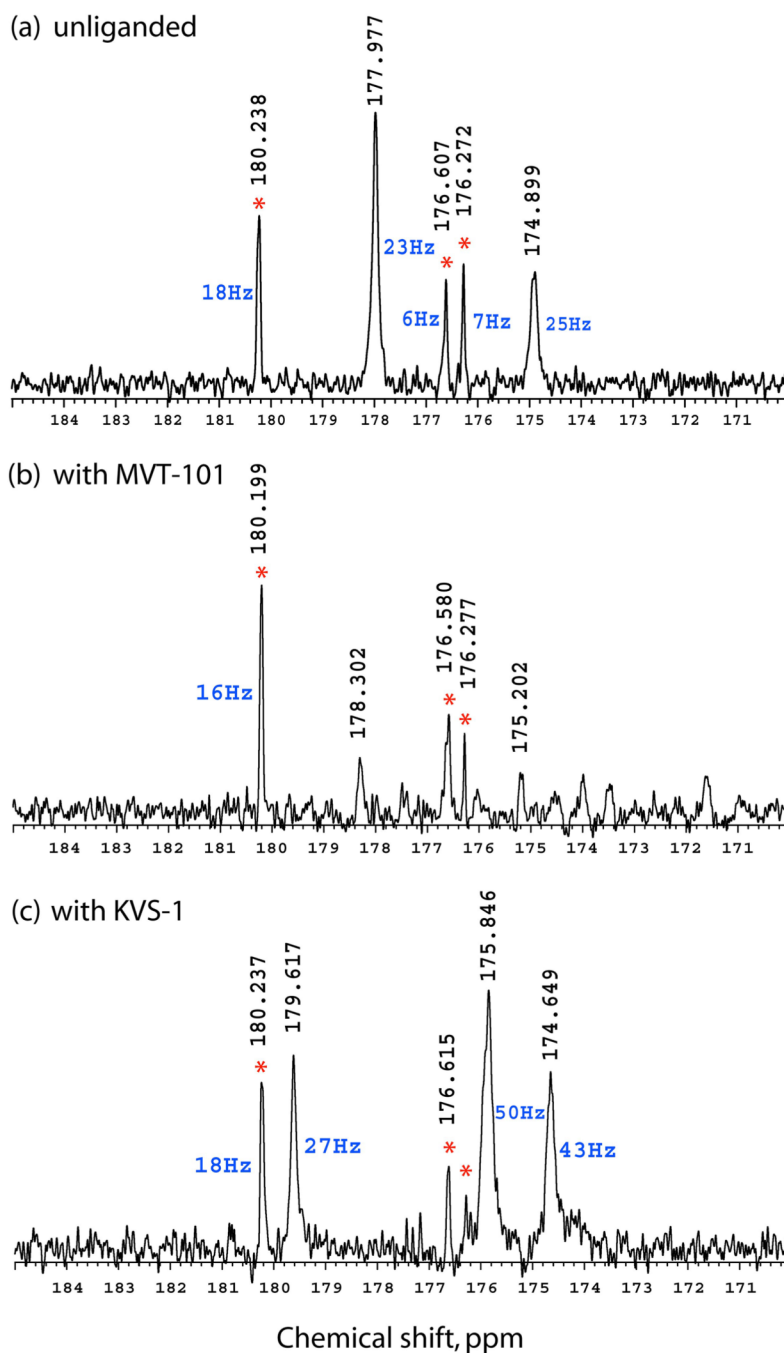 (a) unliganded
180.238
177.977
176.607
176.272
174.899
*
*
*
18Hz
23Hz
6Hz
7Hz
25Hz
184 183 182 181 180 179 178 177 176 175 174 173 172 171
(b) with MVT-101
180.199
178.302
176.580
176.277
175.202
*
*
*
16Hz
184 183 182 181 180 179 178 177 176 175 174 173 172 171
(c) with KVS-1
180.237
179.617
176.615
175.846
174.649
*
*
*
18Hz
27Hz
50Hz
43Hz
184 183 182 181 180 179 178 177 176 175 174 173 172 171
Chemical shift, ppm